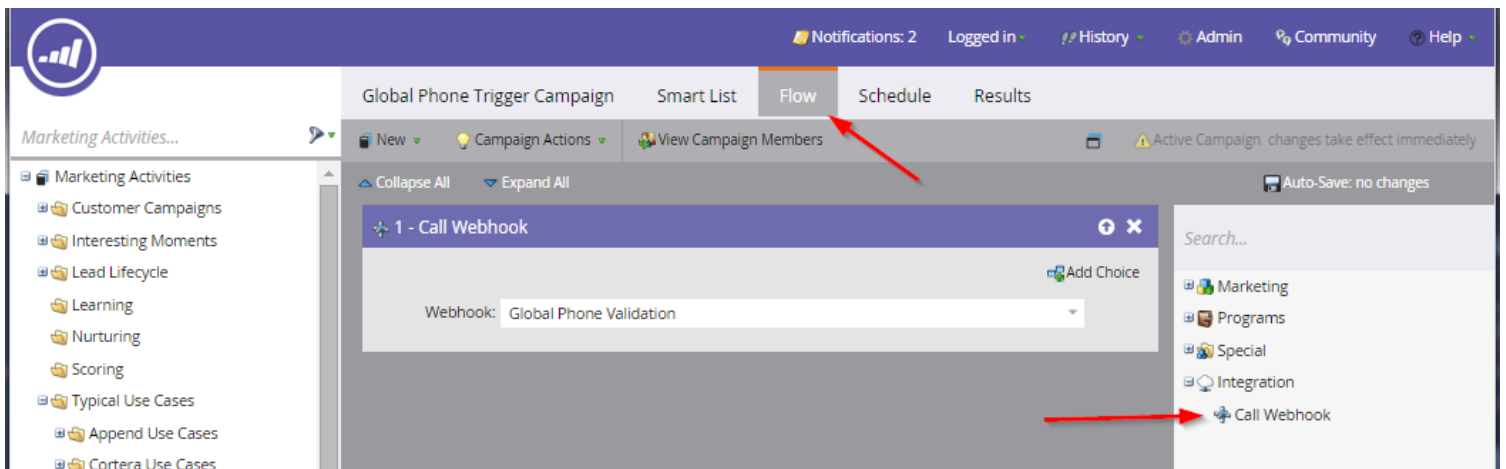 Notifications: 2 Logged in History Admin Community Help
Global Phone Trigger Campaign Smart List Flow Schedule Results
Marketing Activities...
New Campaign Actions View Campaign Members Active Campaign changes take effect immediately
Marketing Activities
Customer Campaigns
Interesting Moments
Lead Lifecycle
Learning
Nurturing
Scoring
Typical Use Cases
Append Use Cases
Cortera Use Cases
Collapse All Expand All Auto-Save: no changes
1 - Call Webhook
Add Choice
Webhook: Global Phone Validation
Search...
Marketing
Programs
Special
Integration
Call Webhook